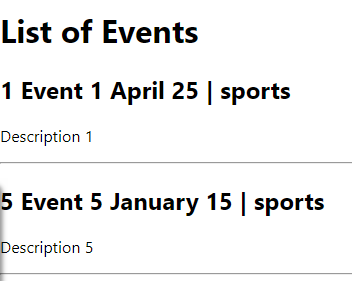 List of Events
1 Event 1 April 25 | sports
Description 1
5 Event 5 January 15 | sports
Description 5